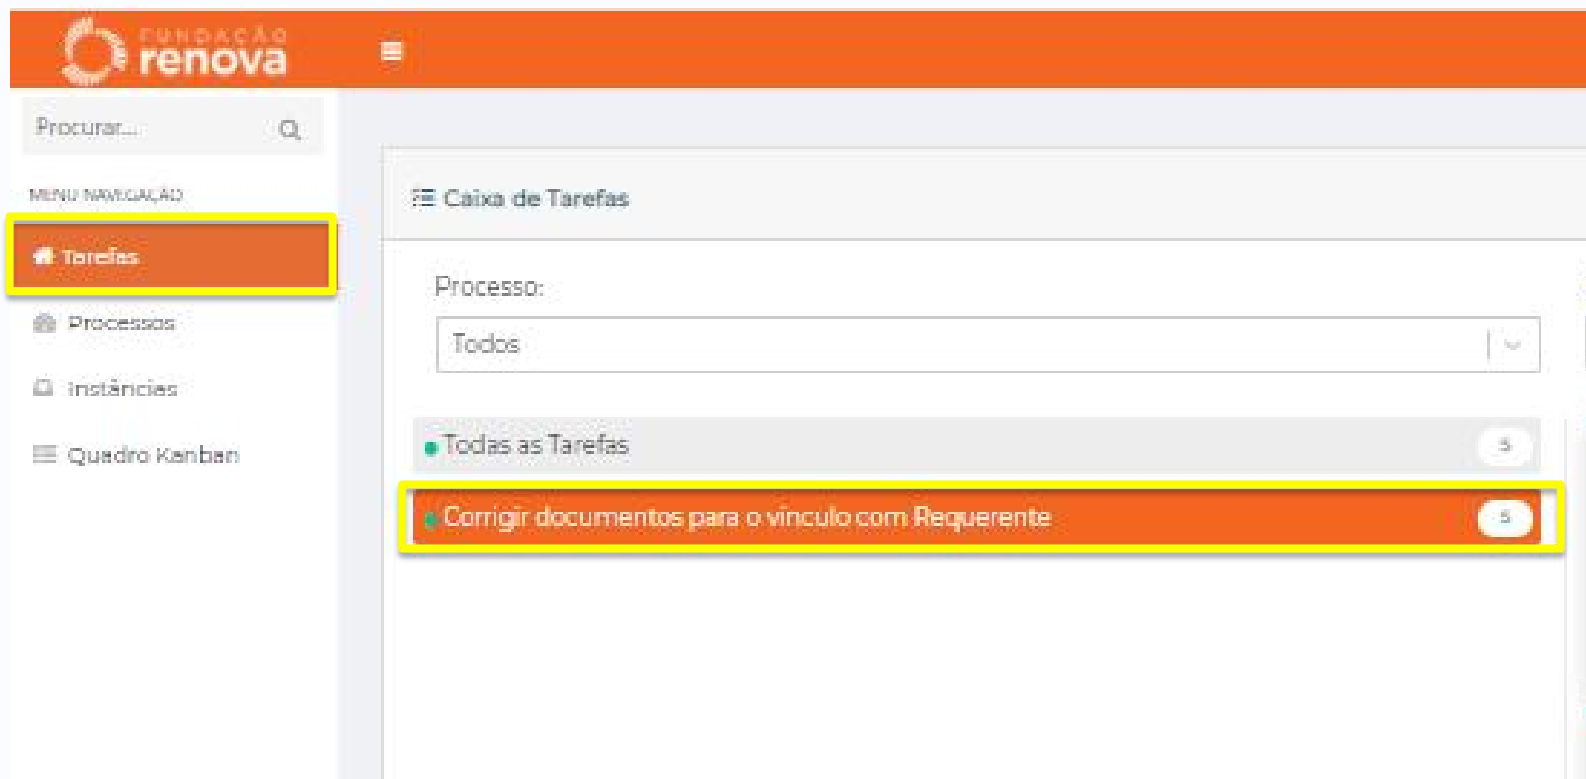 FUNDAÇÃO
renova
Procurar...
MENU NAVEGAÇÃO
Tarefas
Processos
Instâncias
Quadro Kanban
Caixa de Tarefas
Processo:
Todos
Todas as Tarefas 5
Corrigir documentos para o vínculo com Requerente 5